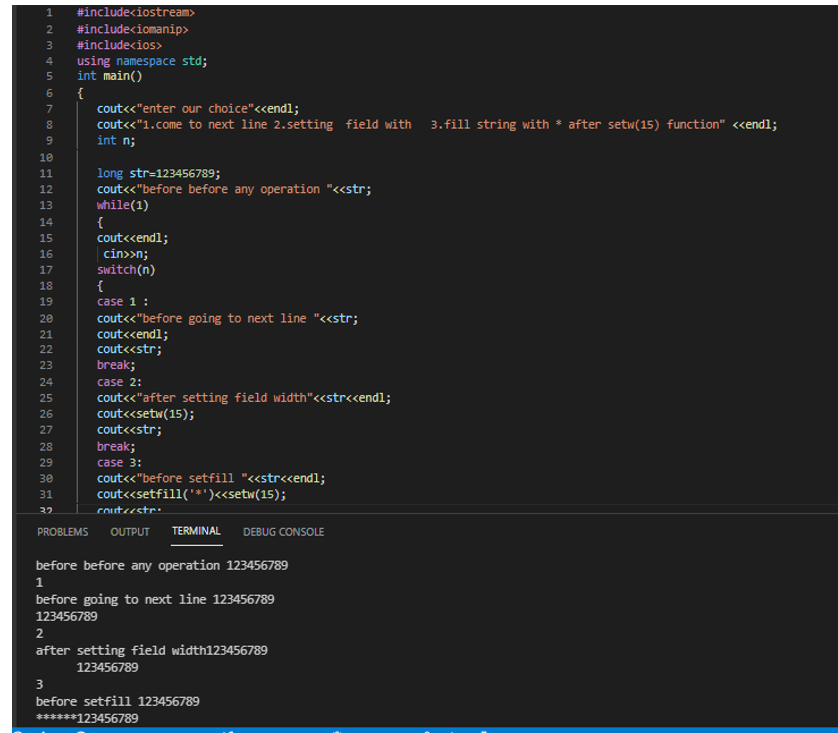 1 #include<iostream>
2 #include<iomanip>
3 #include<ios>
4 using namespace std;
5 int main()
6 {
7 cout<<"enter our choice"<<endl;
8 cout<<"1.come to next line 2.setting  field with   3.fill string with * after setw(15) function" <<endl;
9 int n;
10
11 long str=123456789;
12 cout<<"before before any operation "<<str;
13 while(1)
14 {
15 cout<<endl;
16 cin>>n;
17 switch(n)
18 {
19 case 1 :
20 cout<<"before going to next line "<<str;
21 cout<<endl;
22 cout<<str;
23 break;
24 case 2:
25 cout<<"after setting field width"<<str<<endl;
26 cout<<setw(15);
27 cout<<str;
28 break;
29 case 3:
30 cout<<"before setfill "<<str<<endl;
31 cout<<setfill('*')<<setw(15);
32 cout<<str;
PROBLEMS OUTPUT TERMINAL DEBUG CONSOLE
before before any operation 123456789
1
before going to next line 123456789
123456789
2
after setting field width123456789
      123456789
3
before setfill 123456789
******123456789